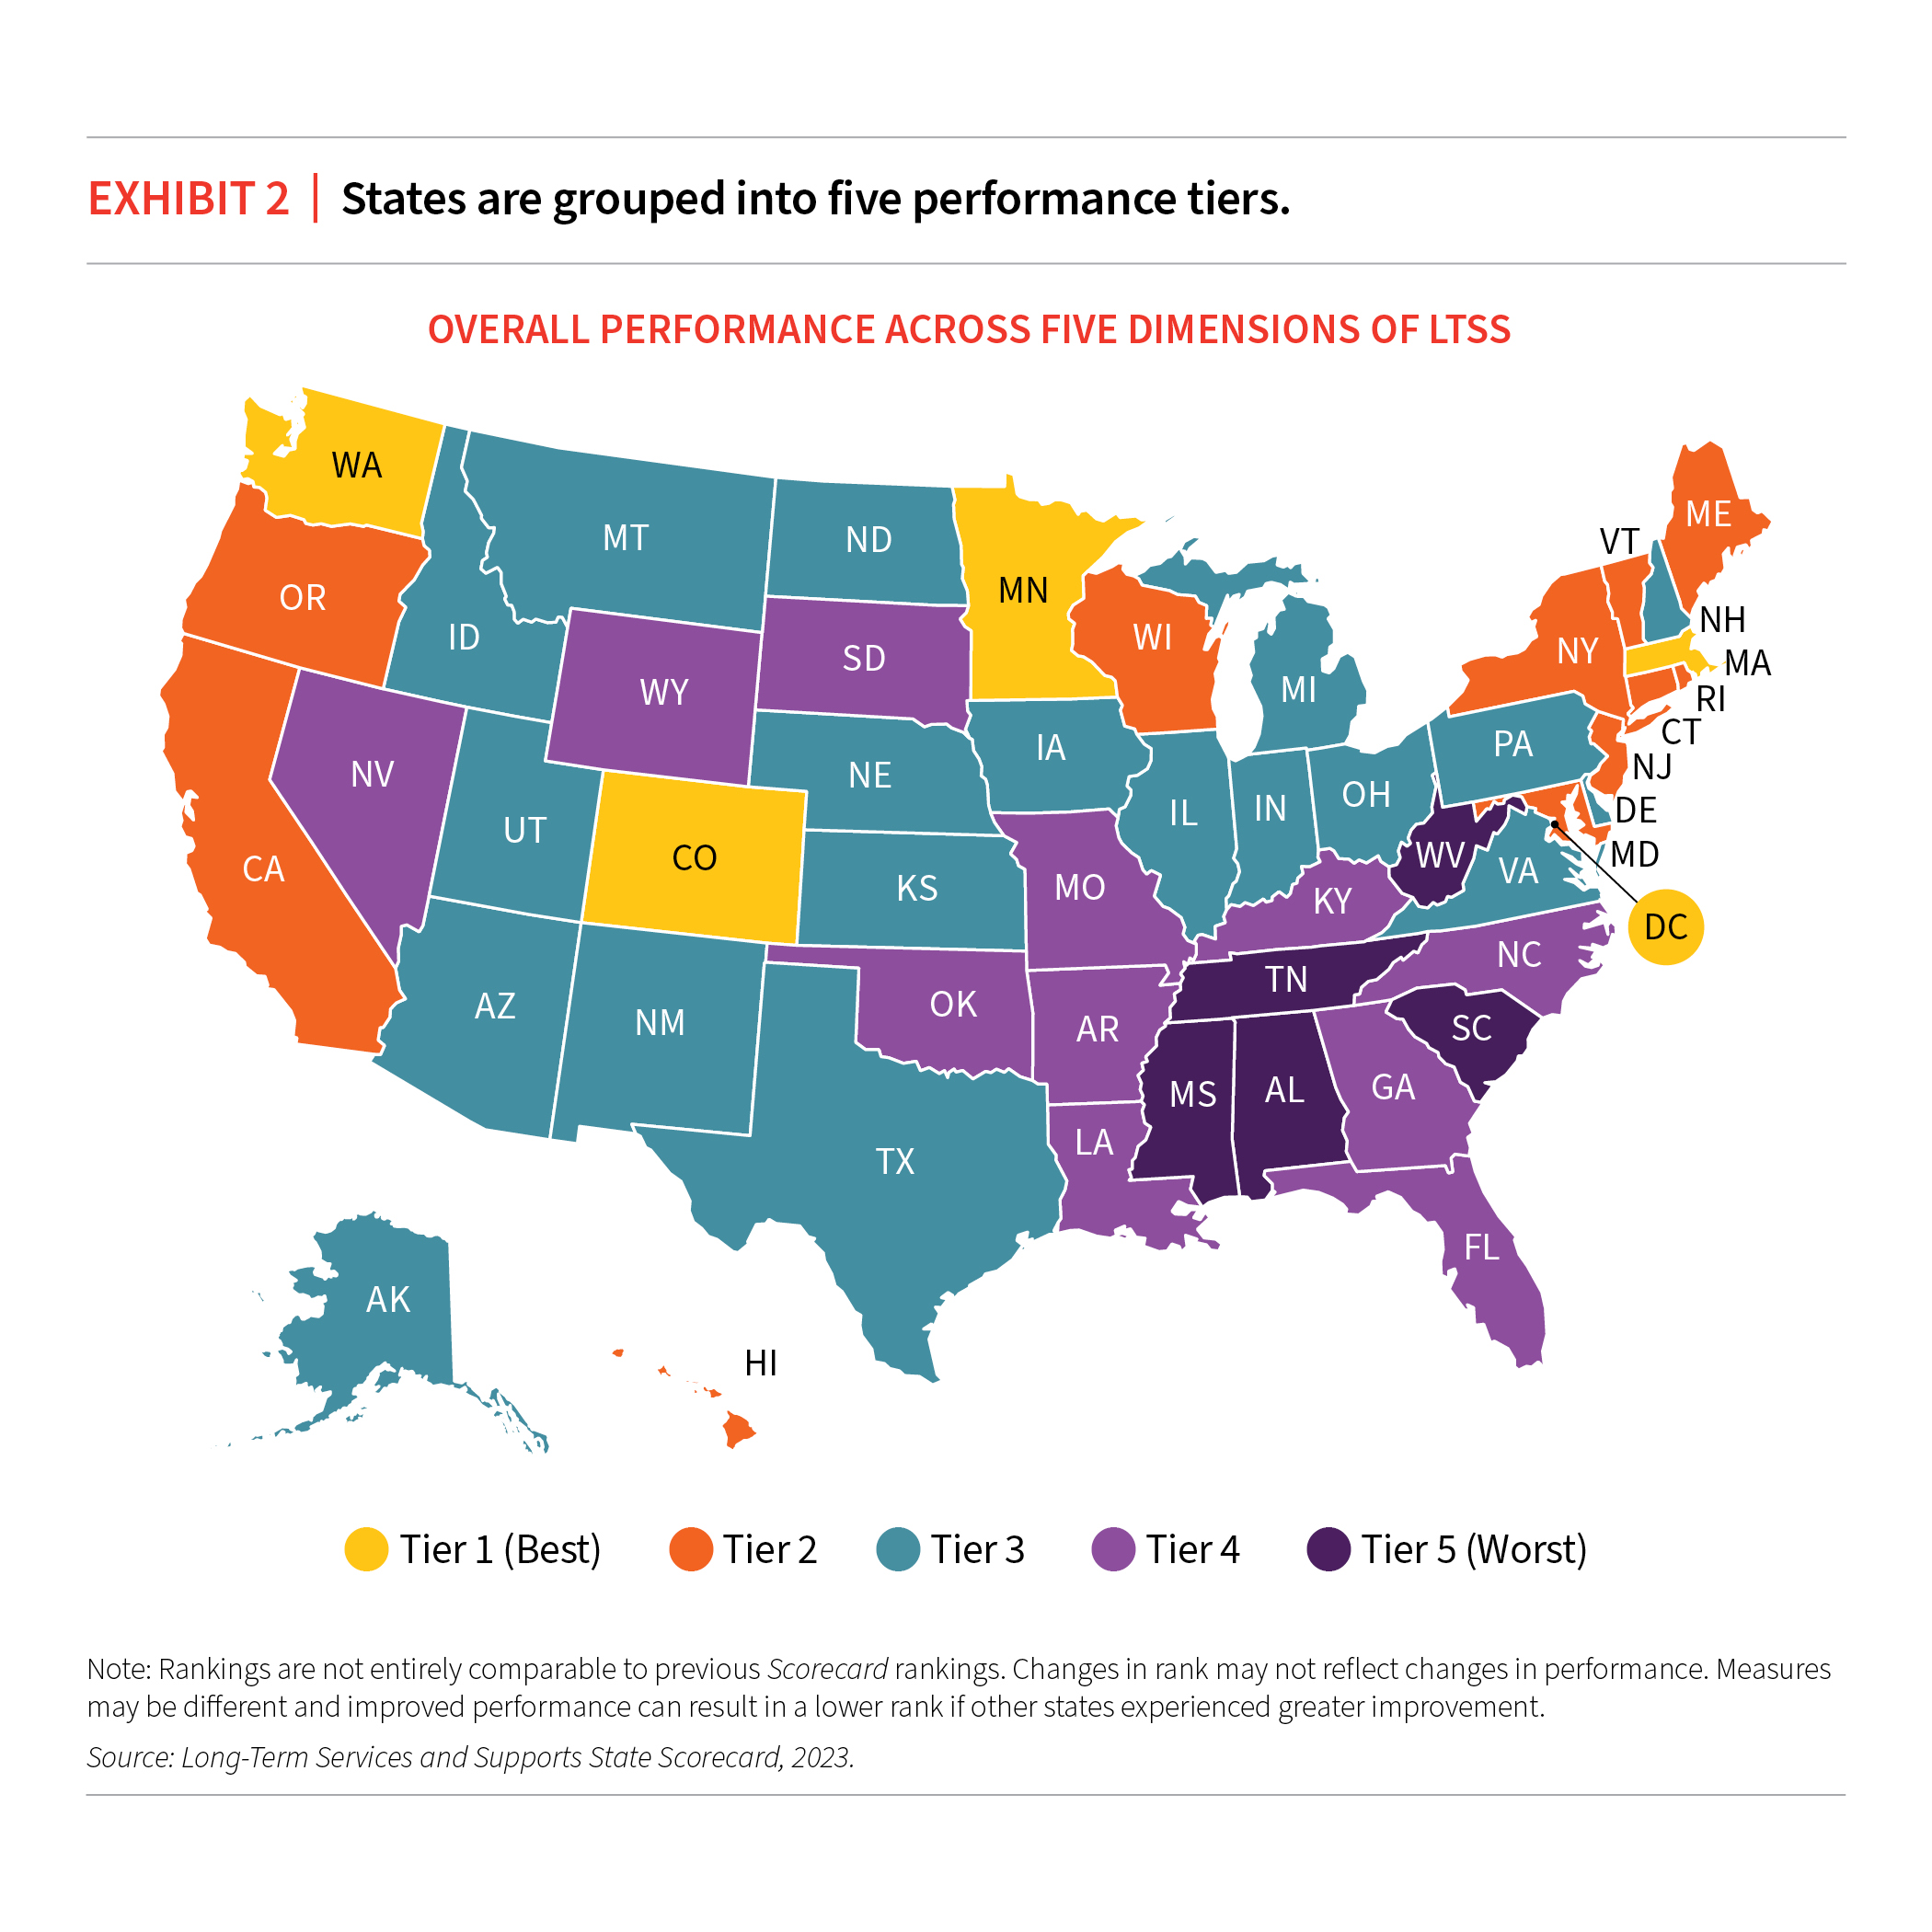 EXHIBIT 2 | States are grouped into five performance tiers.
OVERALL PERFORMANCE ACROSS FIVE DIMENSIONS OF LTSS
WA
MT
ND
MN
ME
VT
OR
ID
SD
WI
NY
NH
MA
WY
MI
RI
CT
NV
NE
IA
PA
NJ
UT
CO
IL
IN
OH
DE
CA
KS
MO
KY
WV
VA
MD
DC
AZ
NM
OK
AR
TN
NC
SC
MS
AL
GA
TX
LA
FL
AK
HI
Tier 1 (Best)
Tier 2
Tier 3
Tier 4
Tier 5 (Worst)
Note: Rankings are not entirely comparable to previous Scorecard rankings. Changes in rank may not reflect changes in performance. Measures
may be different and improved performance can result in a lower rank if other states experienced greater improvement.
Source: Long-Term Services and Supports State Scorecard, 2023.